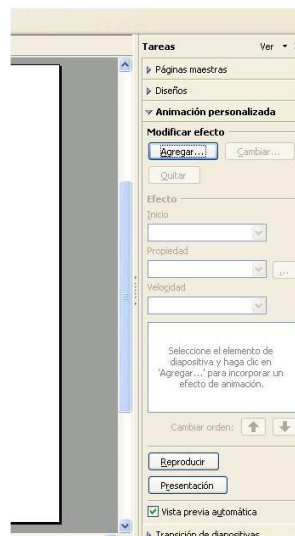 Tareas Ver
Páginas maestras
Diseños
Animación personalizada
Modificar efecto
Agregar... Cambiar...
Quitar
Efecto
Inicio
Propiedad
...
Velocidad
Seleccione el elemento de
diapositiva y haga clic en
'Agregar...' para incorporar un
efecto de animación.
Cambiar orden:
Reproducir
Presentación
Vista previa automática
Transición de diapositivas